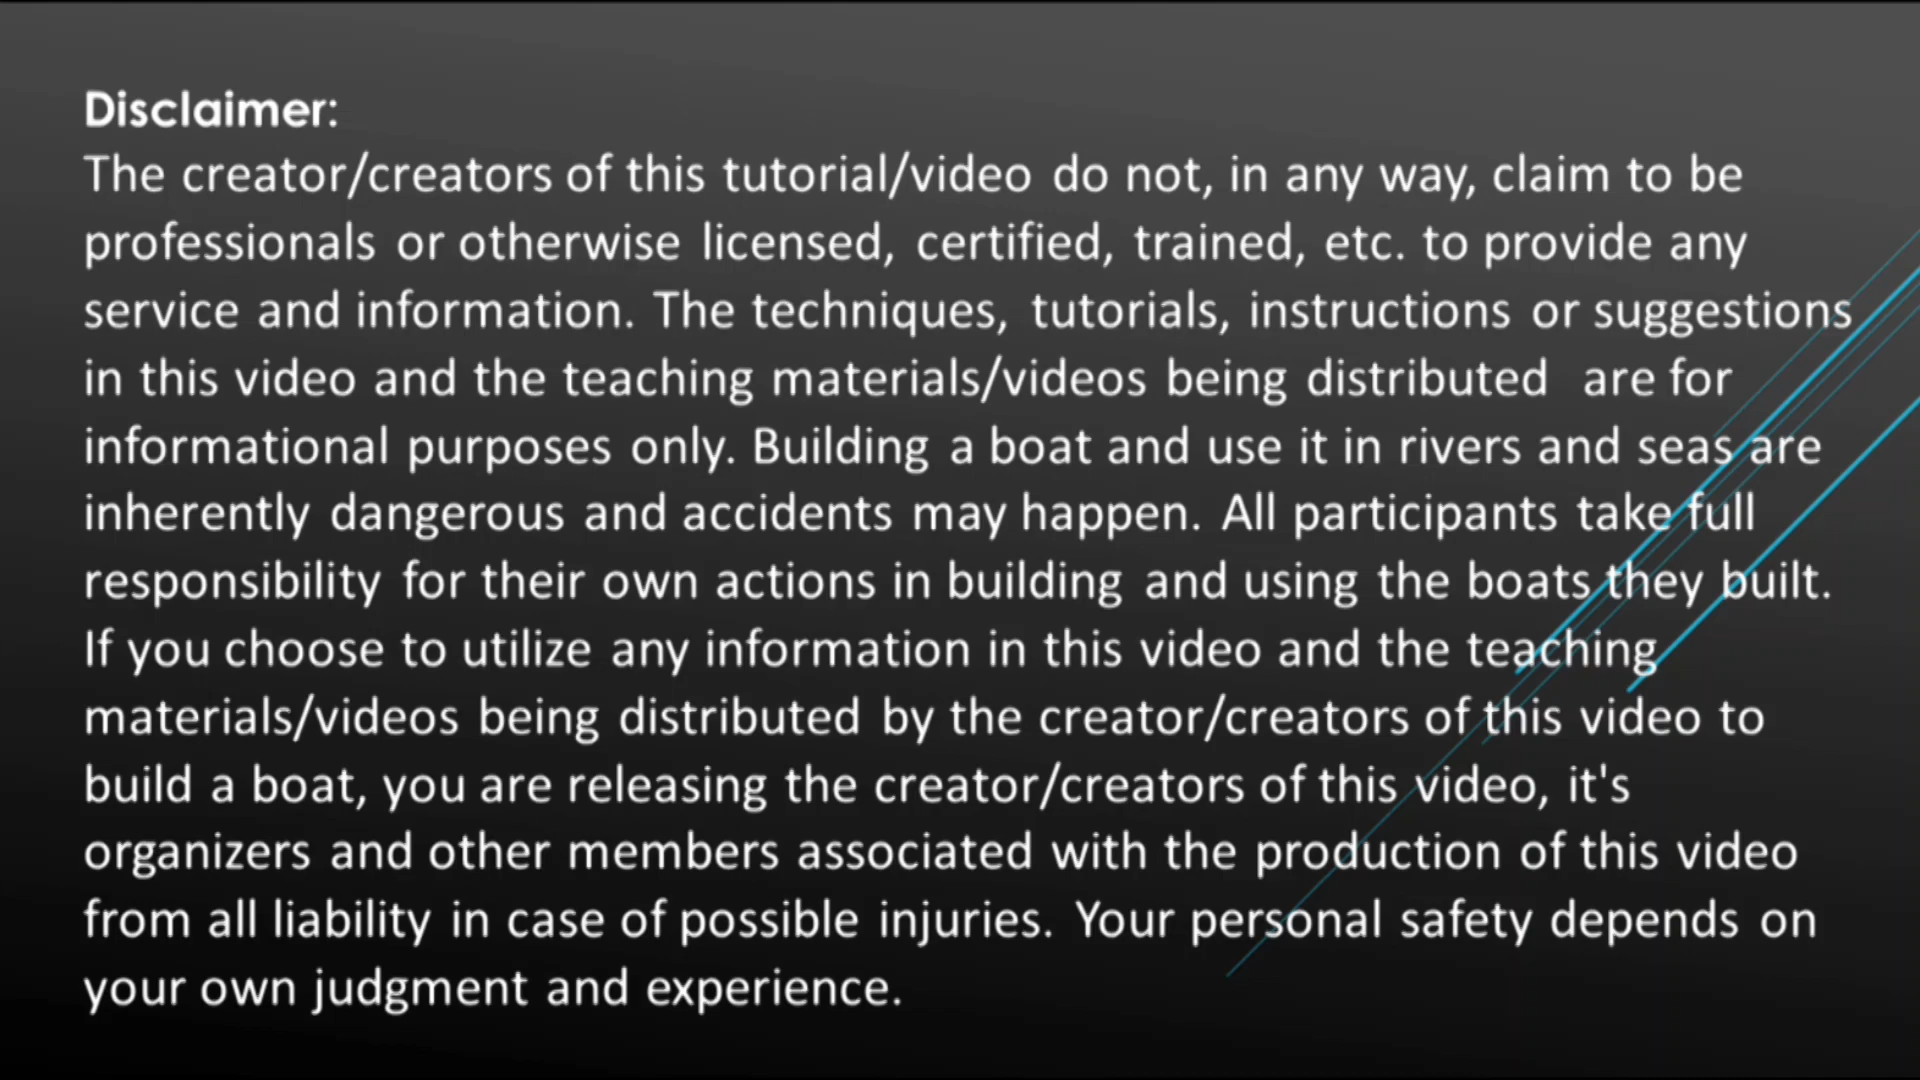 Disclaimer:
The creator/creators of this tutorial/video do not, in any way, claim to be
professionals or otherwise licensed, certified, trained, etc. to provide any
service and information. The techniques, tutorials, instructions or suggestions
in this video and the teaching materials/videos being distributed are for
informational purposes only. Building a boat and use it in rivers and seas are
inherently dangerous and accidents may happen. All participants take full
responsibility for their own actions in building and using the boats they built.
If you choose to utilize any information in this video and the teaching
materials/videos being distributed by the creator/creators of this video to
build a boat, you are releasing the creator/creators of this video, it's
organizers and other members associated with the production of this video
from all liability in case of possible injuries. Your personal safety depends on
your own judgment and experience.